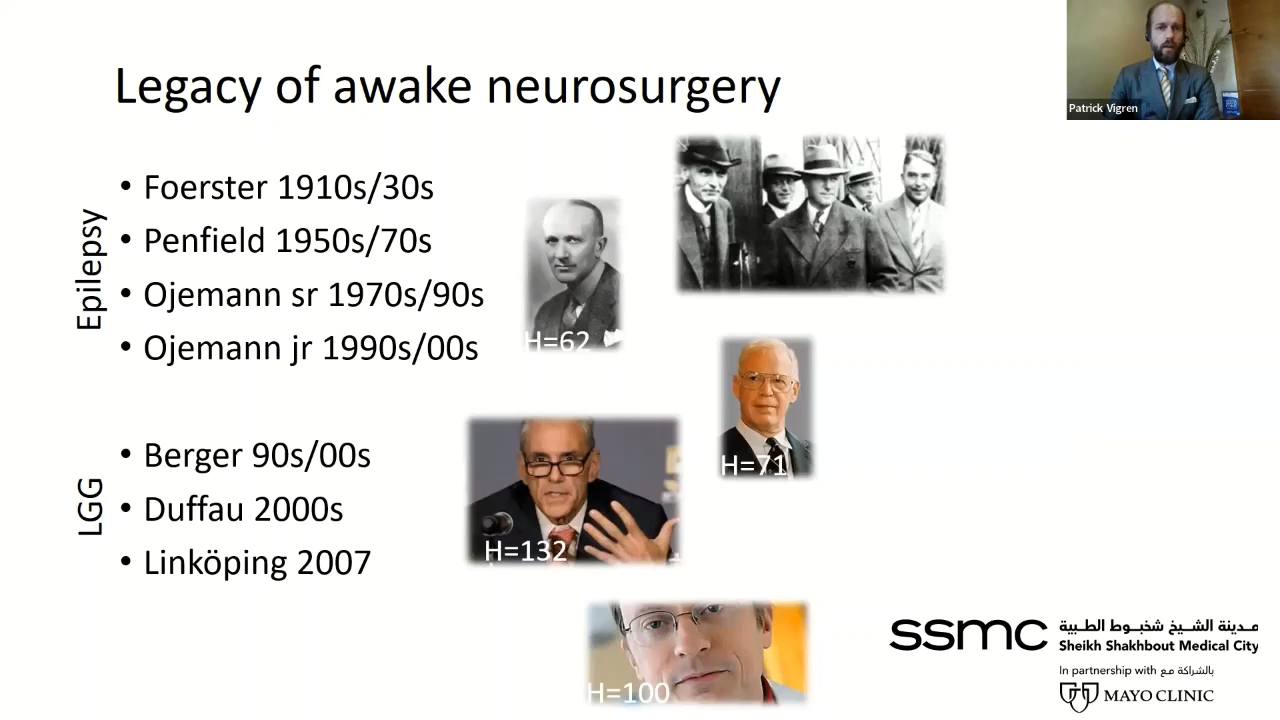 Legacy of awake neurosurgery
Patrick Vigren
Epilepsy
• Foerster 1910s/30s
• Penfield 1950s/70s
• Ojemann sr 1970s/90s
• Ojemann jr 1990s/00s
H=62
H=71
LGG
• Berger 90s/00s
• Duffau 2000s
• Linköping 2007
H=132
H=100
ssmc
مدينة الشيخ شخبوط الطبية
Sheikh Shakhbout Medical City
In partnership with بالشراكة مع
MAYO CLINIC